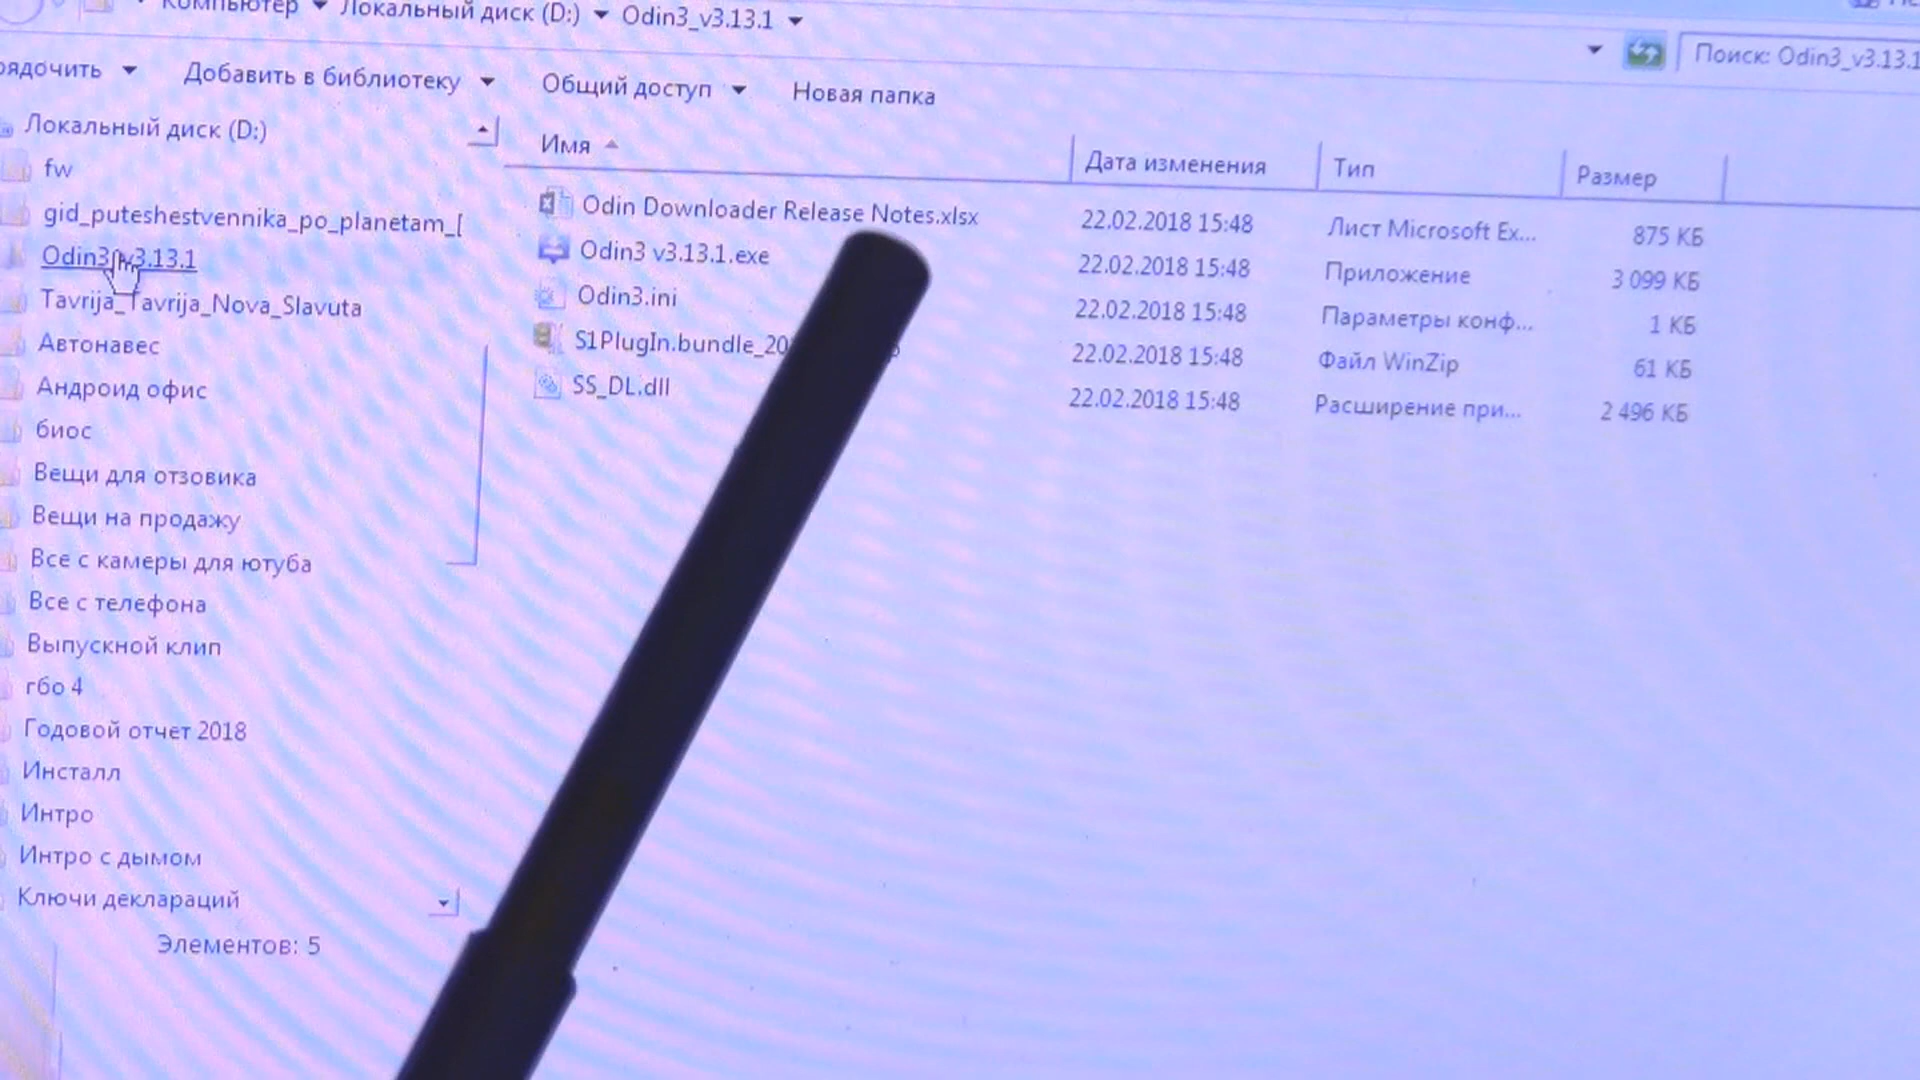 Компьютер Локальный диск (D:) Odin3_v3.13.1
Поиск: Odin3_v3.13.1
рядочить Добавить в библиотеку Общий доступ Новая папка
Локальный диск (D:)
fw
gid_puteshestvennika_po_planetam_[
Odin3_v3.13.1
Tavrija_Tavrija_Nova_Slavuta
Автонавес
Андроид офис
биос
Вещи для отзовика
Вещи на продажу
Все с камеры для ютуба
Все с телефона
Выпускной клип
гбо 4
Годовой отчет 2018
Инсталл
Интро
Интро с дымом
Ключи деклараций
Имя Дата изменения Тип Размер
Odin Downloader Release Notes.xlsx 22.02.2018 15:48 Лист Microsoft Ex... 875 КБ
Odin3 v3.13.1.exe 22.02.2018 15:48 Приложение 3 099 КБ
Odin3.ini 22.02.2018 15:48 Параметры конф... 1 КБ
S1PlugIn.bundle_20 22.02.2018 15:48 Файл WinZip 61 КБ
SS_DL.dll 22.02.2018 15:48 Расширение при... 2 496 КБ
Элементов: 5